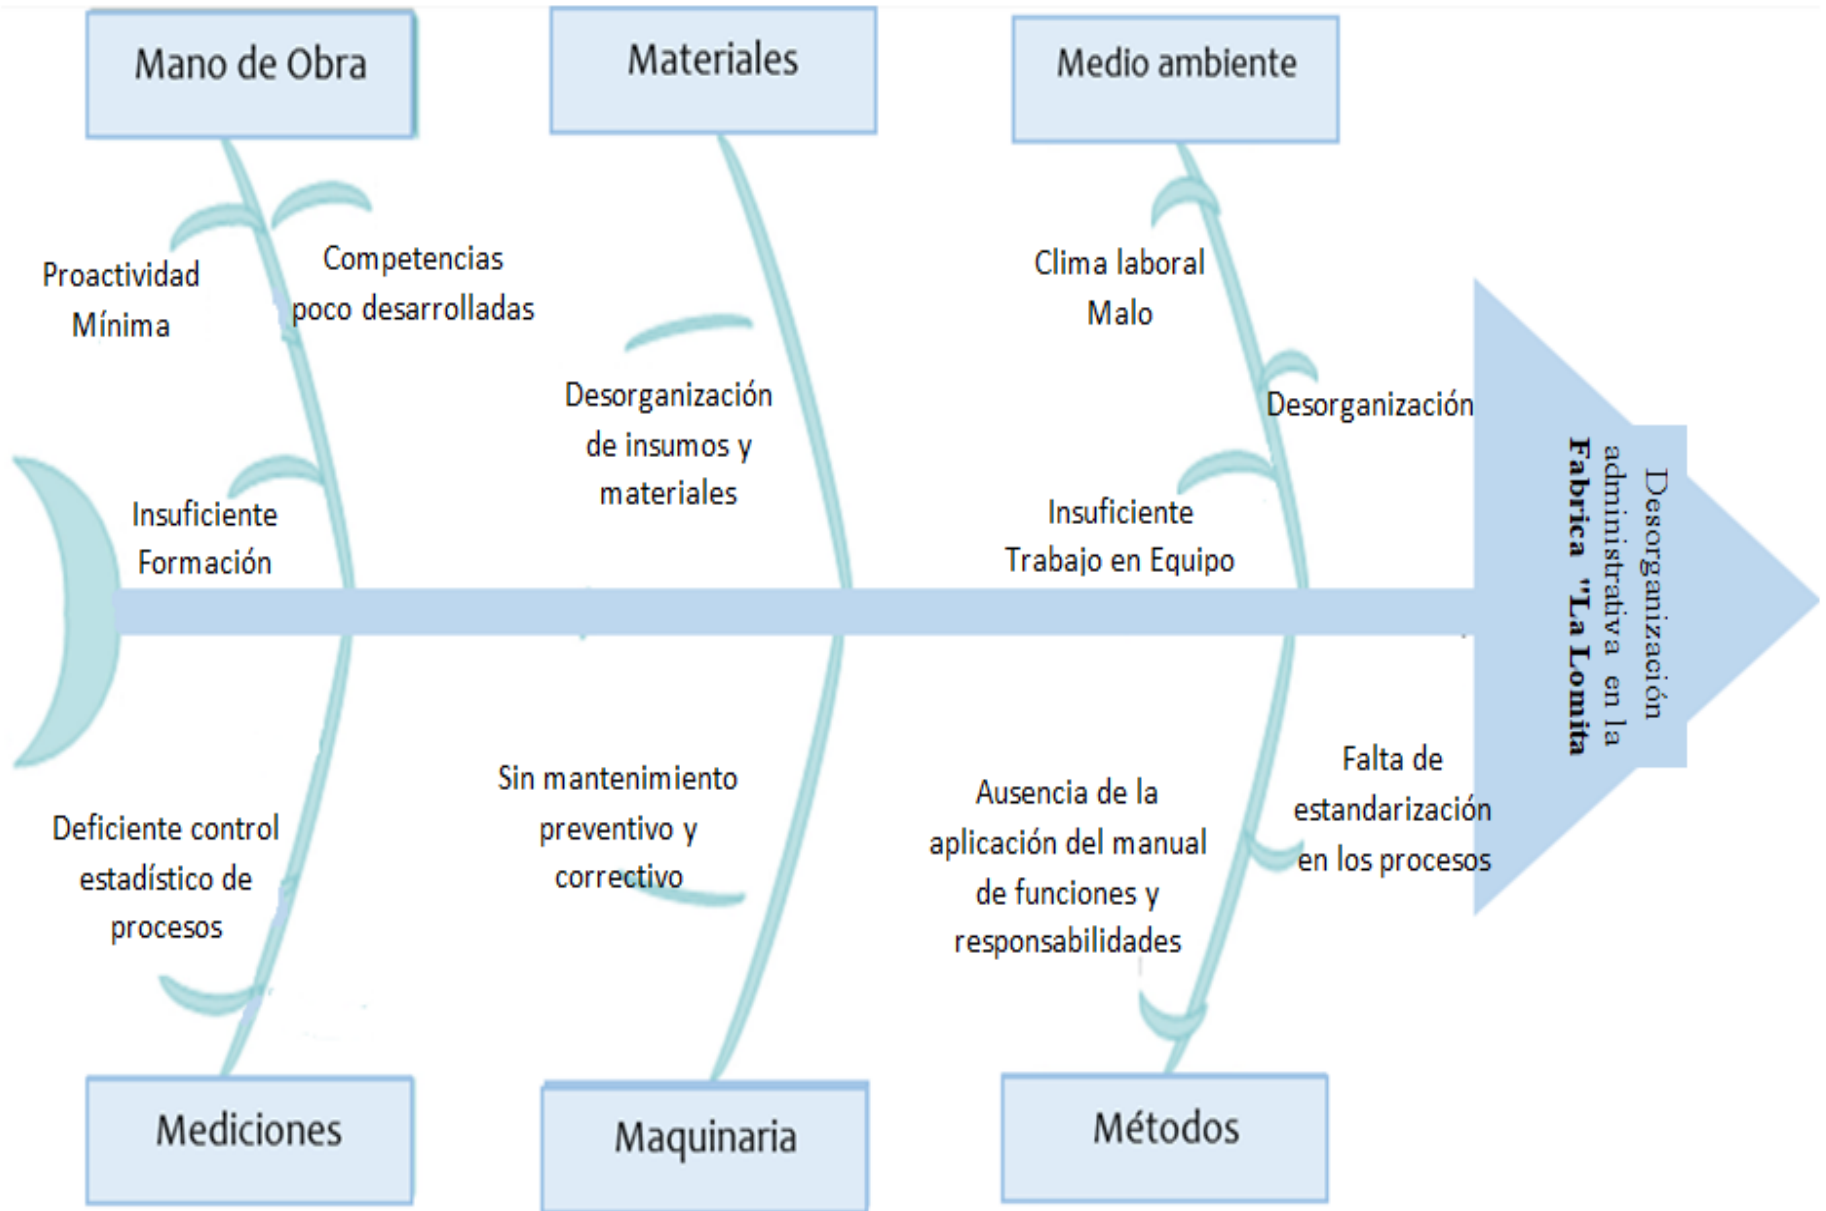 Mano de Obra
Materiales
Medio ambiente
Proactividad
Mínima
Competencias
poco desarrolladas
Insuficiente
Formación
Desorganización
de insumos y
materiales
Clima laboral
Malo
Desorganización
Insuficiente
Trabajo en Equipo
Desorganización
administrativa en la
Fabrica "La Lomita
Deficiente control
estadístico de
procesos
Sin mantenimiento
preventivo y
correctivo
Ausencia de la
aplicación del manual
de funciones y
responsabilidades
Falta de
estandarización
en los procesos
Mediciones
Maquinaria
Métodos